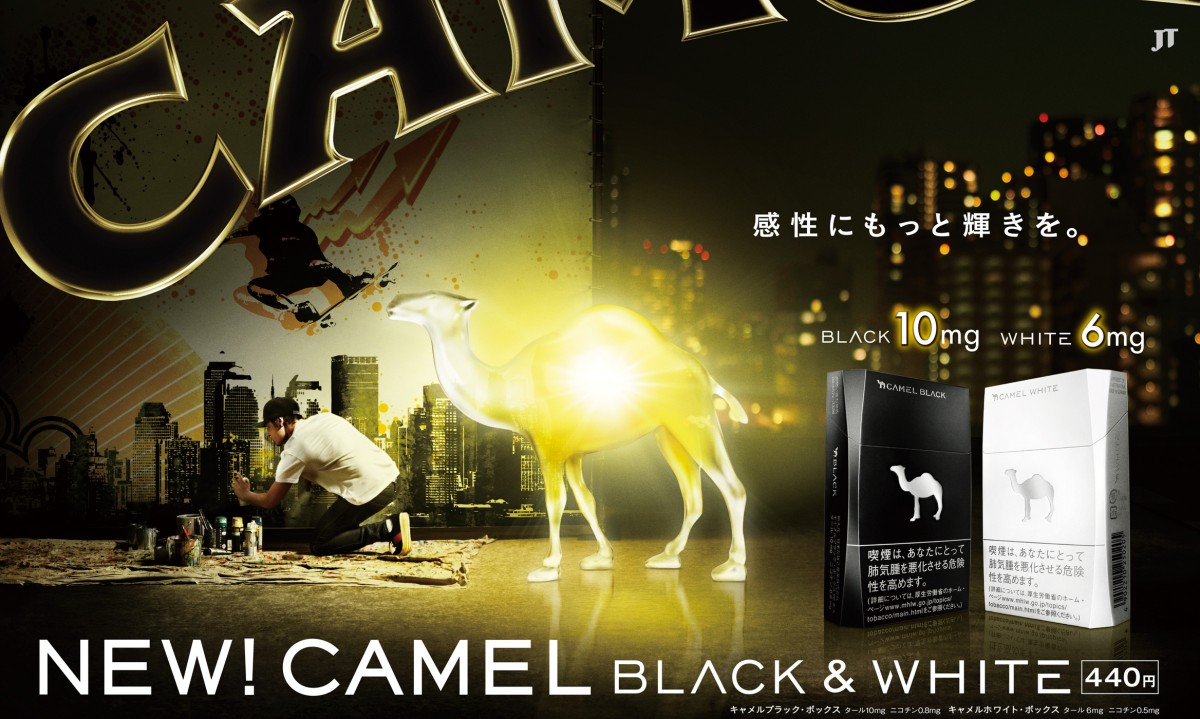 CAM
JT
感性にもっと輝きを。
BLACK 10mg WHITE 6mg
CAMEL BLACK
BLACK
喫煙は、あなたにとって
肺気腫を悪化させる危険
性を高めます。
(詳細については、厚生労働省のホーム・
ページwww.mhlw.go.jp/topics/
tobacco/main.htmlをご参照ください。)
CAMEL WHITE
喫煙は、あなたにとって
肺気腫を悪化させる危険
性を高めます。
(詳細については、厚生労働省のホーム・
ページwww.mhlw.go.jp/topics/
tobacco/main.htmlをご参照ください。)
NEW! CAMEL BLACK & WHITE 440円
キャメルブラック・ボックス タール10mg ニコチン0.8mg キャメルホワイト・ボックス タール6mg ニコチン0.5mg